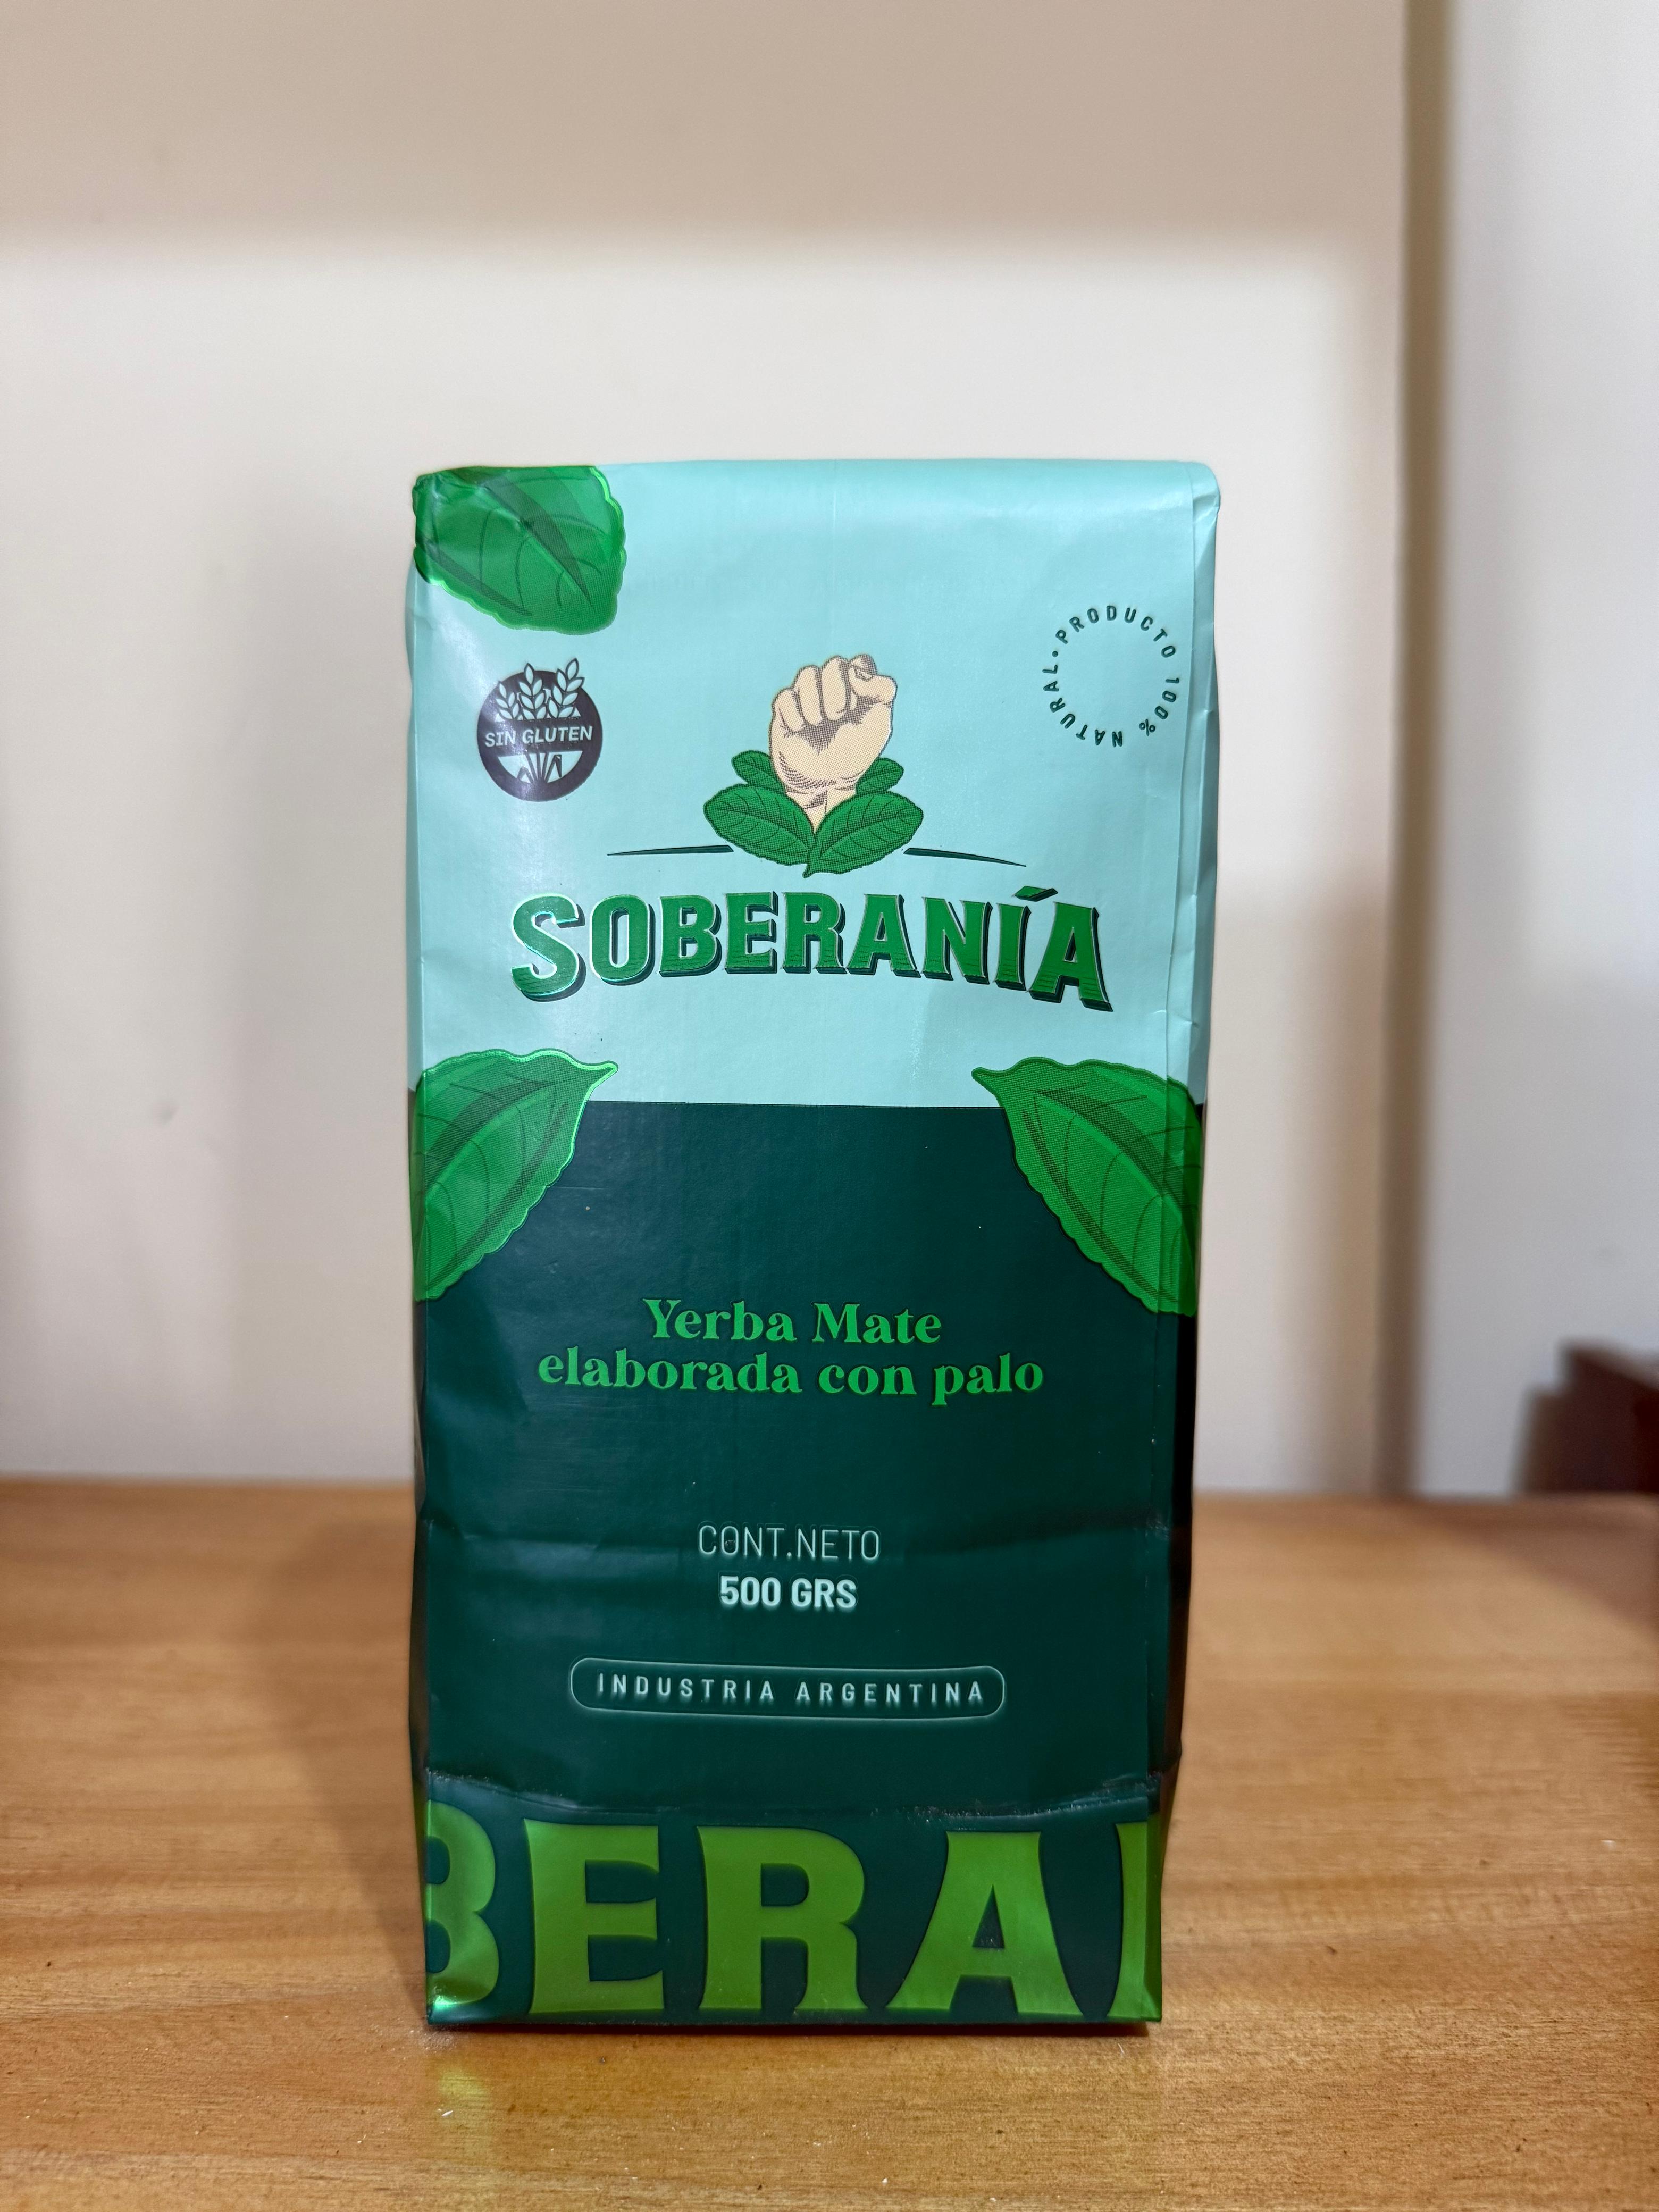 SIN GLUTEN
PRODUCTO 100% NATURAL •
SOBERANÍA
Yerba Mate
elaborada con palo
CONT.NETO
500 GRS
INDUSTRIA ARGENTINA
BERA